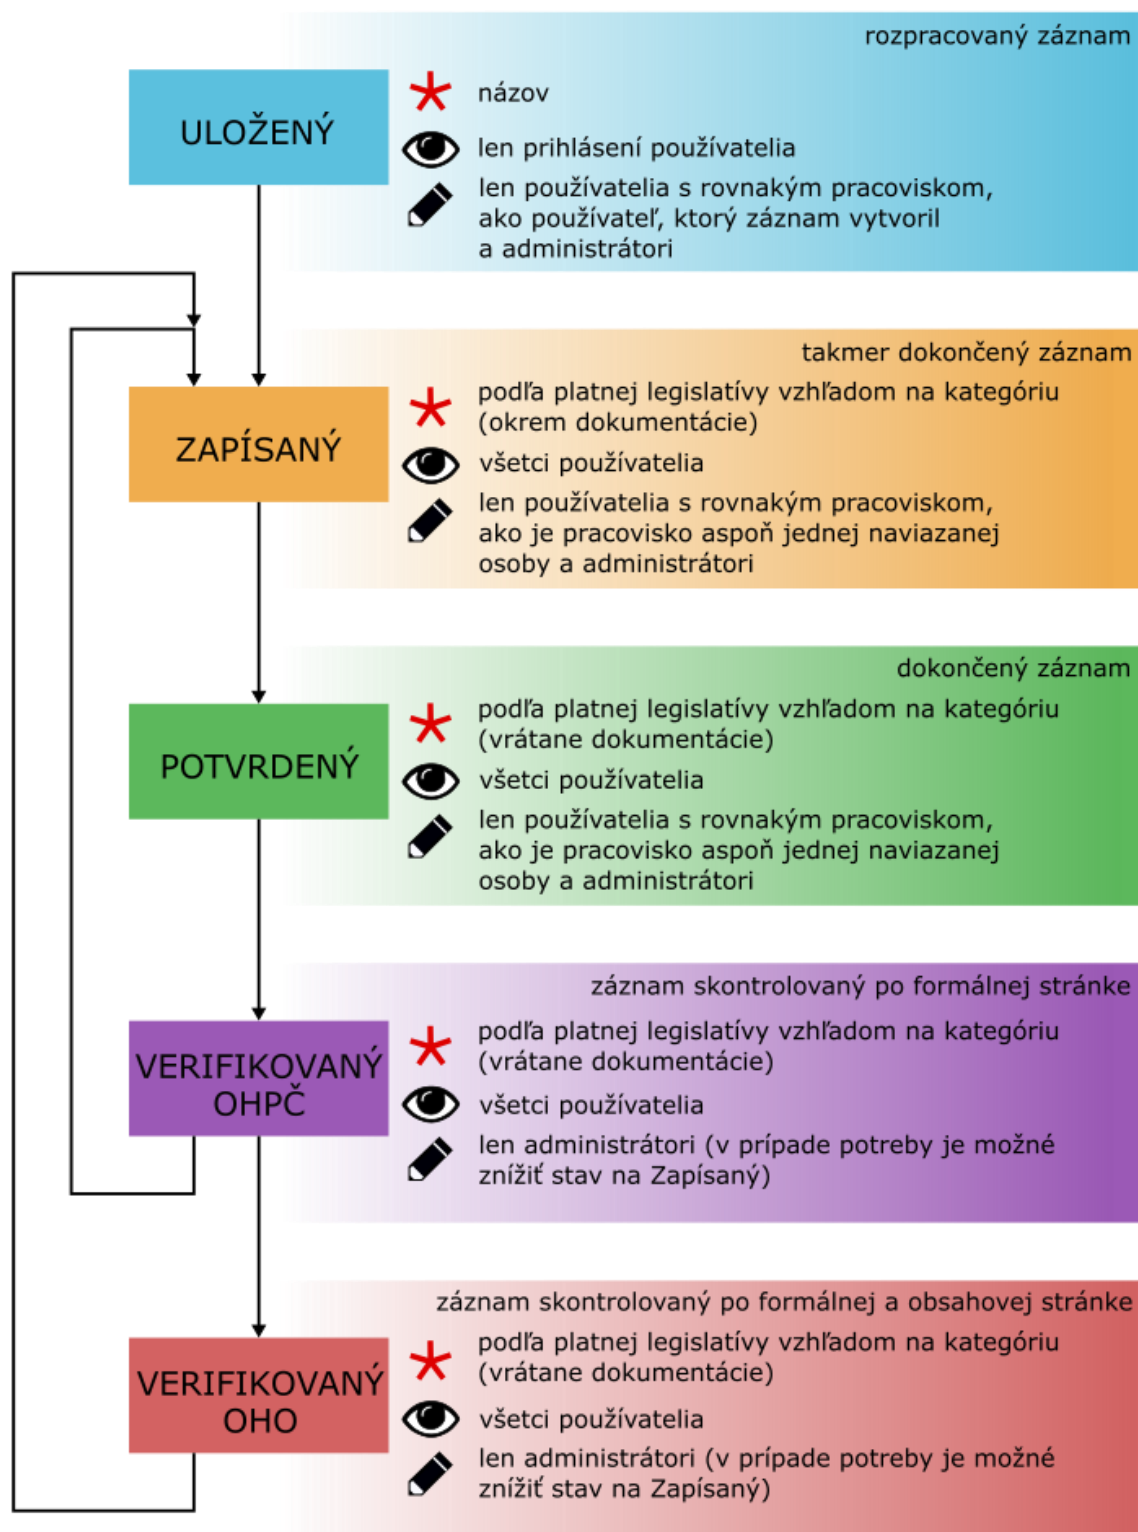 rozpracovaný záznam
ULOŽENÝ
názov
len prihlásení používatelia
len používatelia s rovnakým pracoviskom,
ako používateľ, ktorý záznam vytvoril
a administrátori
takmer dokončený záznam
ZAPÍSANÝ
podľa platnej legislatívy vzhľadom na kategóriu
(okrem dokumentácie)
všetci používatelia
len používatelia s rovnakým pracoviskom,
ako je pracovisko aspoň jednej naviazanej
osoby a administrátori
dokončený záznam
POTVRDENÝ
podľa platnej legislatívy vzhľadom na kategóriu
(vrátane dokumentácie)
všetci používatelia
len používatelia s rovnakým pracoviskom,
ako je pracovisko aspoň jednej naviazanej
osoby a administrátori
záznam skontrolovaný po formálnej stránke
VERIFIKOVANÝ
OHPČ
podľa platnej legislatívy vzhľadom na kategóriu
(vrátane dokumentácie)
všetci používatelia
len administrátori (v prípade potreby je možné
znížiť stav na Zapísaný)
záznam skontrolovaný po formálnej a obsahovej stránke
VERIFIKOVANÝ
OHO
podľa platnej legislatívy vzhľadom na kategóriu
(vrátane dokumentácie)
všetci používatelia
len administrátori (v prípade potreby je možné
znížiť stav na Zapísaný)